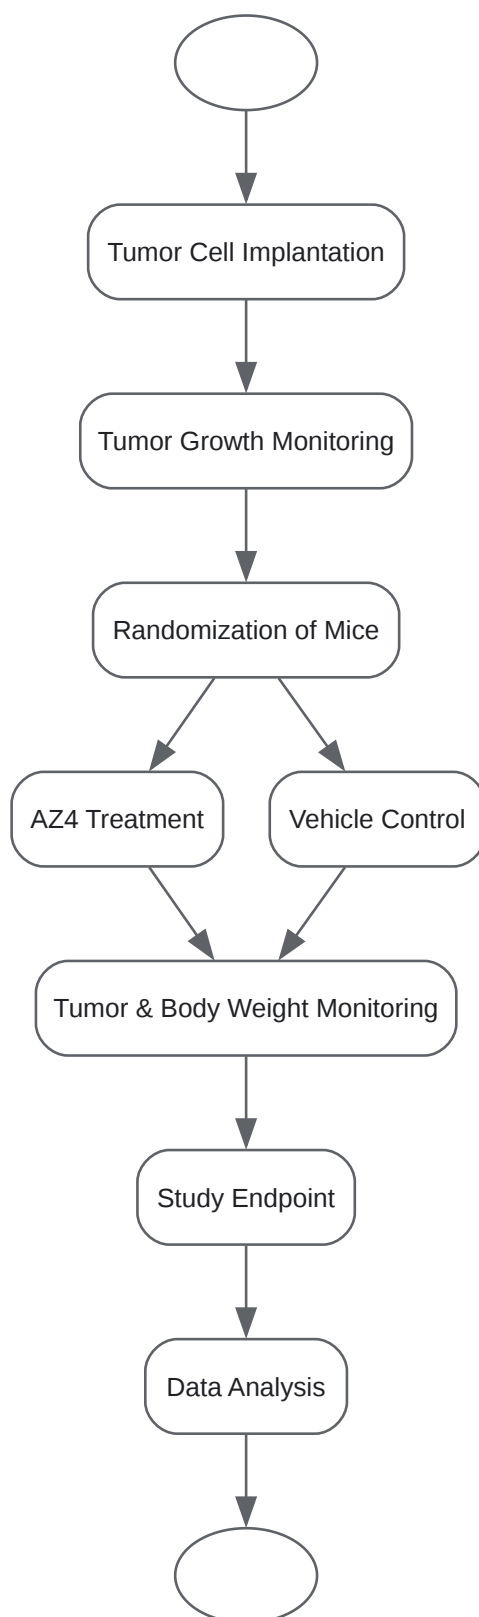 Tumor Cell Implantation
Tumor Growth Monitoring
Randomization of Mice
AZ4 Treatment
Vehicle Control
Tumor & Body Weight Monitoring
Study Endpoint
Data Analysis